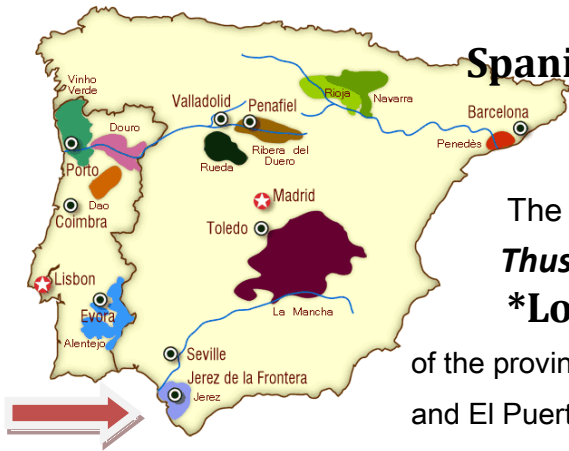 Spani
Vinho
Verde
Rioja
Navarra
Valladolid
Penafiel
Barcelona
Douro
Penedès
Porto
Rueda
Ribera del
Duero
Dao
Madrid
The
Coimbra
Toledo
Thus
Lisbon
*Lo
Evora
La Mancha
Alentejo
Seville
of the provin
Jerez de la Frontera
Jerez
and El Puert